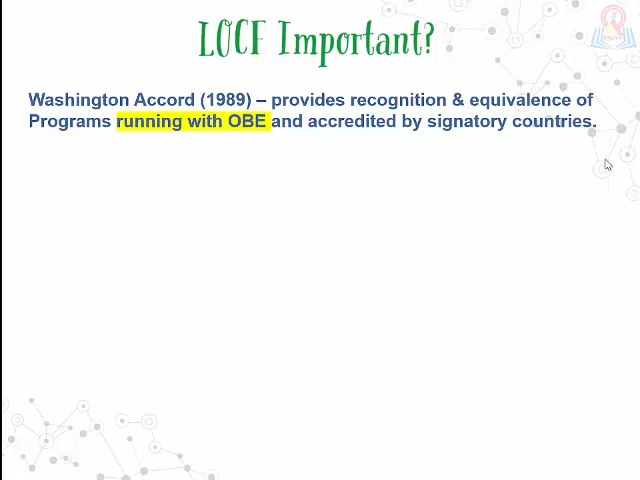 LOCF Important?
Washington Accord (1989) – provides recognition & equivalence of
Programs running with OBE and accredited by signatory countries.